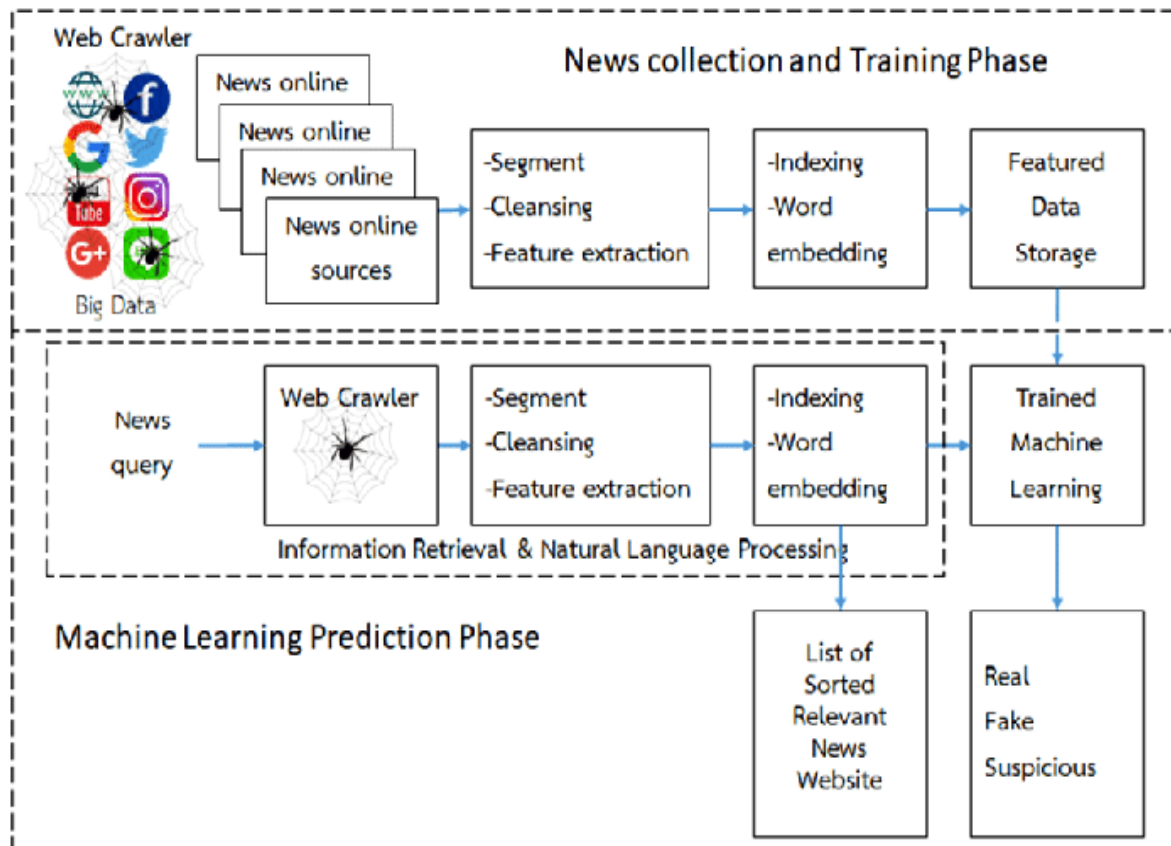 Web Crawler
www
f
G
Tube
G+
Big Data
News online
News online
News online
News online
sources
News collection and Training Phase
-Segment
-Cleansing
-Feature extraction
-Indexing
-Word
embedding
Featured
Data
Storage
News
query
Web Crawler
-Segment
-Cleansing
-Feature extraction
-Indexing
-Word
embedding
Trained
Machine
Learning
Information Retrieval & Natural Language Processing
Machine Learning Prediction Phase
List of
Sorted
Relevant
News
Website
Real
Fake
Suspicious